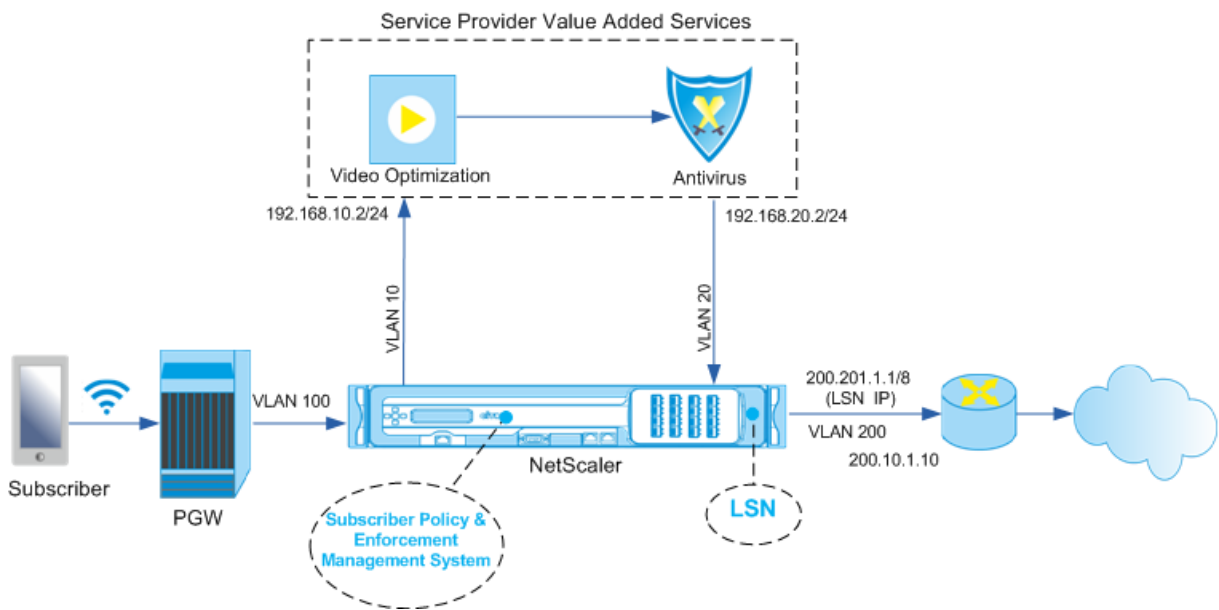 Service Provider Value Added Services
Video Optimization
Antivirus
192.168.10.2/24
192.168.20.2/24
VLAN 10
VLAN 20
VLAN 100
200.201.1.1/8
(LSN IP)
VLAN 200
200.10.1.10
NetScaler
Subscriber
PGW
Subscriber Policy &
Enforcement
Management System
LSN